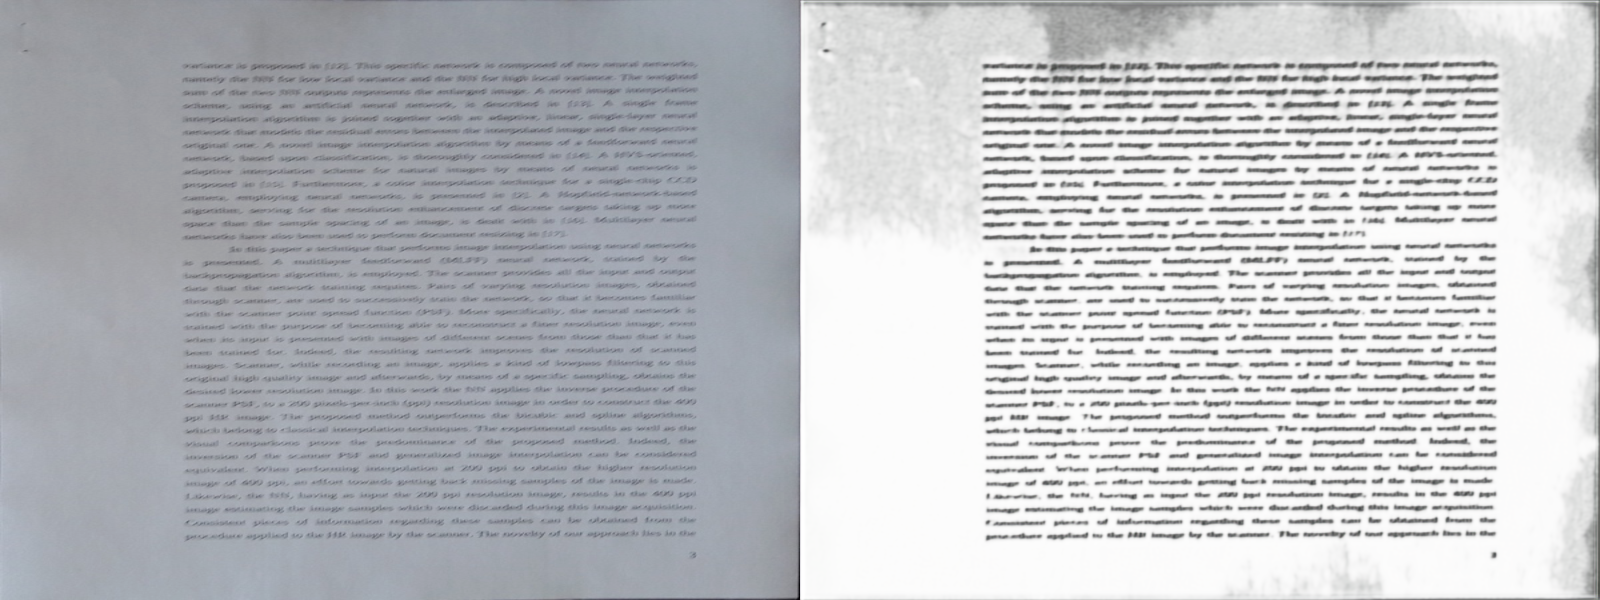 variance is proposed in [12]. This specific network is composed of two neural networks,
namely the NN for low local variance and the NN for high local variance. The weighted
sum of the two NN outputs represents the enlarged image. A novel image interpolation
scheme, using an artificial neural network, is described in [13]. A single frame
interpolation algorithm is joined together with an adaptive, linear, single-layer neural
network that models the residual errors between the interpolated image and the respective
original one. A novel image interpolation algorithm by means of a feedforward neural
network, based upon classification, is thoroughly considered in [14]. A HVS-oriented,
adaptive interpolation scheme for natural images by means of neural networks is
proposed in [15]. Furthermore, a color interpolation technique for a single-chip CCD
camera, employing neural networks, is presented in [2]. A Hopfield-network-based
algorithm, serving for the resolution enhancement of discrete targets taking up more
space than the sample spacing of an image, is dealt with in [16]. Multilayer neural
networks have also been used to perform document resizing in [17].
In this paper a technique that performs image interpolation using neural networks
is presented. A multilayer feedforward (MLFF) neural network, trained by the
backpropagation algorithm, is employed. The scanner provides all the input and output
data that the network training requires. Pairs of varying resolution images, obtained
through scanner, are used to successively train the network, so that it becomes familiar
with the scanner point spread function (PSF). More specifically, the neural network is
trained with the purpose of becoming able to reconstruct a finer resolution image, even
when its input is presented with images of different scenes from those than that it has
been trained for. Indeed, the resulting network improves the resolution of scanned
images. Scanner, while recording an image, applies a kind of lowpass filtering to this
original high quality image and afterwards, by means of a specific sampling, obtains the
desired lower resolution image. In this work the NN applies the inverse procedure of the
scanner PSF, to a 200 pixels-per-inch (ppi) resolution image in order to construct the 400
ppi HR image. The proposed method outperforms the bicubic and spline algorithms,
which belong to classical interpolation techniques. The experimental results as well as the
visual comparisons prove the predominance of the proposed method. Indeed, the
inversion of the scanner PSF and generalized image interpolation can be considered
equivalent. When performing interpolation at 200 ppi to obtain the higher resolution
image of 400 ppi, an effort towards getting back missing samples of the image is made.
Likewise, the NN, having as input the 200 ppi resolution image, results in the 400 ppi
image estimating the image samples which were discarded during this image acquisition.
Consistent pieces of information regarding these samples can be obtained from the
procedure applied to the HR image by the scanner. The novelty of our approach lies in the
3